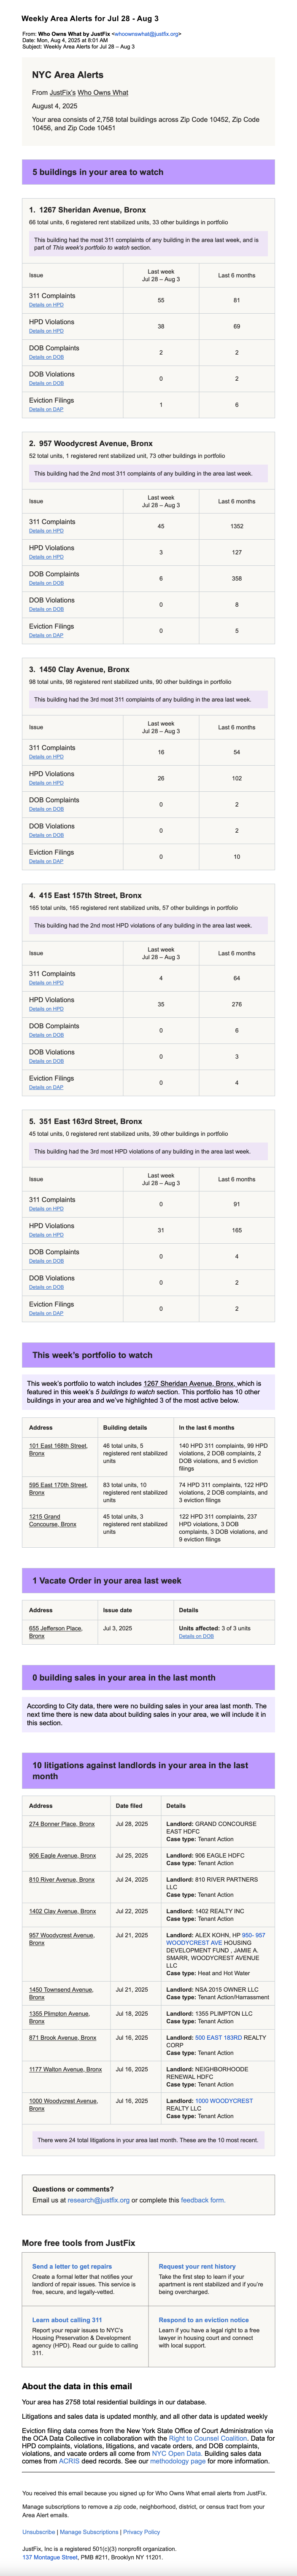 Weekly Area Alerts for Jul 28 - Aug 3
From: Who Owns What by JustFix <whoownswhat@justfix.org>
Date: Mon, Aug 4, 2025 at 8:01 AM
Subject: Weekly Area Alerts for Jul 28 – Aug 3
NYC Area Alerts
From JustFix's Who Owns What
August 4, 2025
Your area consists of 2,758 total buildings across Zip Code 10452, Zip Code
10456, and Zip Code 10451
5 buildings in your area to watch
1. 1267 Sheridan Avenue, Bronx
66 total units, 6 registered rent stabilized units, 33 other buildings in portfolio
This building had the most 311 complaints of any building in the area last week, and is
part of This week's portfolio to watch section.
Issue
Last week
Jul 28 – Aug 3
Last 6 months
311 Complaints
Details on HPD
55
81
HPD Violations
Details on HPD
38
69
DOB Complaints
Details on DOB
2
2
DOB Violations
Details on DOB
0
2
Eviction Filings
Details on DAP
1
6
2. 957 Woodycrest Avenue, Bronx
52 total units, 1 registered rent stabilized unit, 73 other buildings in portfolio
This building had the 2nd most 311 complaints of any building in the area last week.
Issue
Last week
Jul 28 – Aug 3
Last 6 months
311 Complaints
Details on HPD
45
1352
HPD Violations
Details on HPD
3
127
DOB Complaints
Details on DOB
6
358
DOB Violations
Details on DOB
0
8
Eviction Filings
Details on DAP
0
5
3. 1450 Clay Avenue, Bronx
98 total units, 98 registered rent stabilized units, 90 other buildings in portfolio
This building had the 3rd most 311 complaints of any building in the area last week.
Issue
Last week
Jul 28 – Aug 3
Last 6 months
311 Complaints
Details on HPD
16
54
HPD Violations
Details on HPD
26
102
DOB Complaints
Details on DOB
0
2
DOB Violations
Details on DOB
0
2
Eviction Filings
Details on DAP
0
10
4. 415 East 157th Street, Bronx
165 total units, 165 registered rent stabilized units, 57 other buildings in portfolio
This building had the 2nd most HPD violations of any building in the area last week.
Issue
Last week
Jul 28 – Aug 3
Last 6 months
311 Complaints
Details on HPD
4
64
HPD Violations
Details on HPD
35
276
DOB Complaints
Details on DOB
0
6
DOB Violations
Details on DOB
0
3
Eviction Filings
Details on DAP
0
4
5. 351 East 163rd Street, Bronx
45 total units, 0 registered rent stabilized units, 39 other buildings in portfolio
This building had the 3rd most HPD violations of any building in the area last week.
Issue
Last week
Jul 28 – Aug 3
Last 6 months
311 Complaints
Details on HPD
0
91
HPD Violations
Details on HPD
31
165
DOB Complaints
Details on DOB
0
4
DOB Violations
Details on DOB
0
2
Eviction Filings
Details on DAP
0
2
This week's portfolio to watch
This week's portfolio to watch includes 1267 Sheridan Avenue, Bronx, which is
featured in this week's 5 buildings to watch section. This portfolio has 10 other
buildings in your area and we've highlighted 3 of the most active below.
Address
Building details
In the last 6 months
101 East 168th Street,
Bronx
46 total units, 5
registered rent stabilized
units
140 HPD 311 complaints, 99 HPD
violations, 2 DOB complaints, 2
DOB violations, and 5 eviction
filings
595 East 170th Street,
Bronx
83 total units, 10
registered rent stabilized
units
74 HPD 311 complaints, 122 HPD
violations, 2 DOB complaints, and
3 eviction filings
1215 Grand
Concourse, Bronx
45 total units, 3
registered rent stabilized
units
122 HPD 311 complaints, 237
HPD violations, 3 DOB
complaints, 3 DOB violations, and
9 eviction filings
1 Vacate Order in your area last week
Address
Issue date
Details
655 Jefferson Place,
Bronx
Jul 3, 2025
Units affected: 3 of 3 units
Details on DOB
0 building sales in your area in the last month
According to City data, there were no building sales in your area last month. The
next time there is new data about building sales in your area, we will include it in
this section.
10 litigations against landlords in your area in the last
month
Address
Date filed
Details
274 Bonner Place, Bronx
Jul 28, 2025
Landlord: GRAND CONCOURSE
EAST HDFC
Case type: Tenant Action
906 Eagle Avenue, Bronx
Jul 25, 2025
Landlord: 906 EAGLE HDFC
Case type: Tenant Action
810 River Avenue, Bronx
Jul 24, 2025
Landlord: 810 RIVER PARTNERS
LLC
Case type: Tenant Action
1402 Clay Avenue, Bronx
Jul 22, 2025
Landlord: 1402 REALTY INC
Case type: Tenant Action
957 Woodycrest Avenue,
Bronx
Jul 21, 2025
Landlord: ALEX KOHN, HP 950- 957
WOODYCREST AVE HOUSING
DEVELOPMENT FUND , JAMIE A.
SMARR, WOODYCREST AVENUE
LLC
Case type: Heat and Hot Water
1450 Townsend Avenue,
Bronx
Jul 21, 2025
Landlord: NSA 2015 OWNER LLC
Case type: Tenant Action/Harrassment
1355 Plimpton Avenue,
Bronx
Jul 18, 2025
Landlord: 1355 PLIMPTON LLC
Case type: Tenant Action
871 Brook Avenue, Bronx
Jul 16, 2025
Landlord: 500 EAST 183RD REALTY
CORP
Case type: Tenant Action
1177 Walton Avenue, Bronx
Jul 16, 2025
Landlord: NEIGHBORHOODE
RENEWAL HDFC
Case type: Tenant Action
1000 Woodycrest Avenue,
Bronx
Jul 16, 2025
Landlord: 1000 WOODYCREST
REALTY LLC
Case type: Tenant Action
There were 24 total litigations in your area last month. These are the 10 most recent.
Questions or comments?
Email us at research@justfix.org or complete this feedback form.
More free tools from JustFix
Send a letter to get repairs
Create a formal letter that notifies your
landlord of repair issues. This service is
free, secure, and legally-vetted.
Request your rent history
Take the first step to learn if your
apartment is rent stabilized and if you're
being overcharged.
Learn about calling 311
Report your repair issues to NYC's
Housing Preservation & Development
agency (HPD). Read our guide to calling
311.
Respond to an eviction notice
Learn if you have a legal right to a free
lawyer in housing court and connect
with local support.
About the data in this email
Your area has 2758 total residential buildings in our database.
Litigations and sales data is updated monthly, and all other data is updated weekly
Eviction filing data comes from the New York State Office of Court Administration via
the OCA Data Collective in collaboration with the Right to Counsel Coalition. Data for
HPD complaints, violations, litigations, and vacate orders, and DOB complaints,
violations, and vacate orders all come from NYC Open Data. Building sales data
comes from ACRIS deed records. See our methodology page for more information.
You received this email because you signed up for Who Owns What email alerts from JustFix.
Manage subscriptions to remove a zip code, neighborhood, district, or census tract from your
Area Alert emails.
Unsubscribe | Manage Subscriptions | Privacy Policy
JustFix, Inc is a registered 501(c)(3) nonprofit organization.
137 Montague Street, PMB #211, Brooklyn NY 11201.